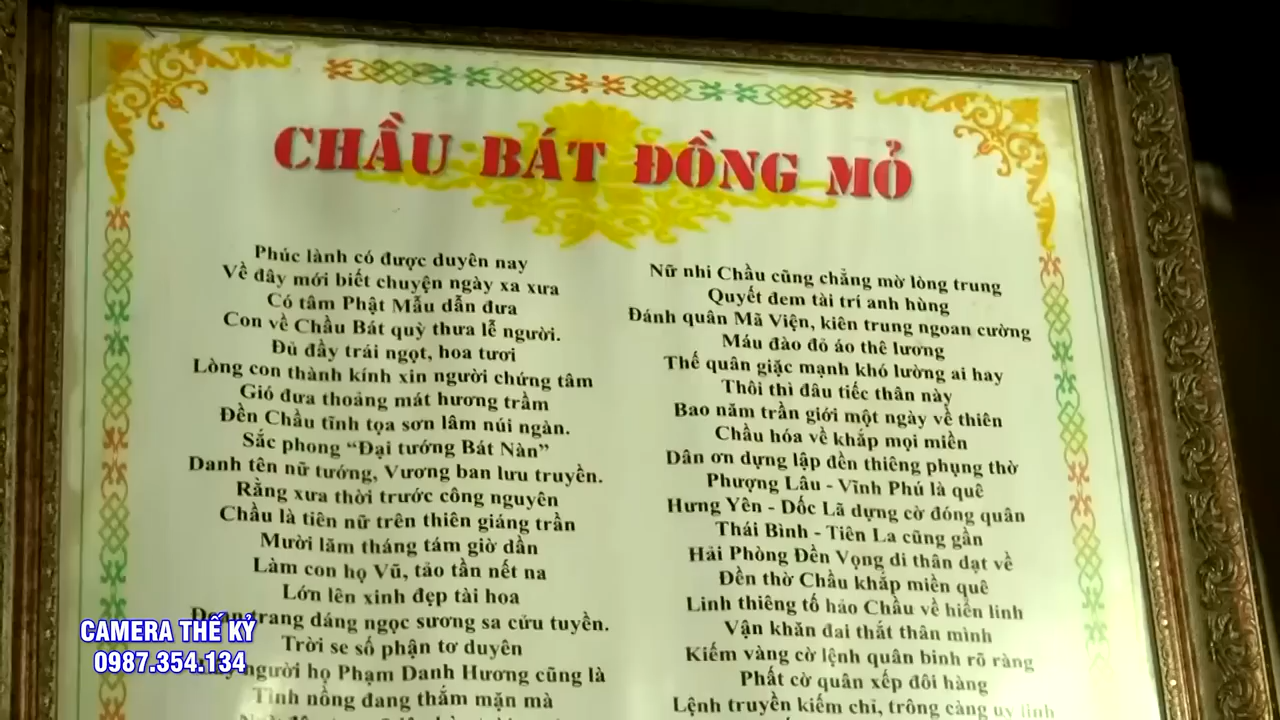 CHẦU BÁT ĐỒNG MỎ
Phúc lành có được duyên nay
Về đây mới biết chuyện ngày xa xưa
Có tâm Phật Mẫu dẫn đưa
Con về Chầu Bát quỳ thưa lễ người.
Đủ đầy trái ngọt, hoa tươi
Lòng con thành kính xin người chứng tâm
Gió đưa thoảng mát hương trầm
Đền Chầu tĩnh tọa sơn lâm núi ngàn.
Sắc phong “Đại tướng Bát Nàn”
Danh tên nữ tướng, Vương ban lưu truyền.
Rằng xưa thời trước công nguyên
Chầu là tiên nữ trên thiên giáng trần
Mười lăm tháng tám giờ dần
Làm con họ Vũ, tảo tần nết na
Lớn lên xinh đẹp tài hoa
trang dáng ngọc sương sa cửu tuyền.
Trời se số phận tơ duyên
người họ Phạm Danh Hương cũng là
Tình nồng đang thắm mặn mà
Nữ nhi Chầu cũng chẳng mờ lòng trung
Quyết đem tài trí anh hùng
Đánh quân Mã Viện, kiên trung ngoan cường
Máu đào đỏ áo thê lương
Thế quân giặc mạnh khó lường ai hay
Thôi thì đâu tiếc thân này
Bao năm trần giới một ngày về thiên
Chầu hóa về khắp mọi miền
Dân ơn dựng lập đền thiêng phụng thờ
Phượng Lâu - Vĩnh Phú là quê
Hưng Yên - Dốc Lã dựng cờ đóng quân
Thái Bình - Tiên La cũng gần
Hải Phòng Đền Vọng di thân dạt về
Đền thờ Chầu khắp miền quê
Linh thiêng tố hảo Chầu về hiển linh
Vận khăn đai thắt thân mình
Kiếm vàng cờ lệnh quân binh rõ ràng
Phất cờ quân xếp đôi hàng
Lệnh truyền kiếm chỉ, trông càng uy linh
CAMERA THẾ KỶ
0987.354.134